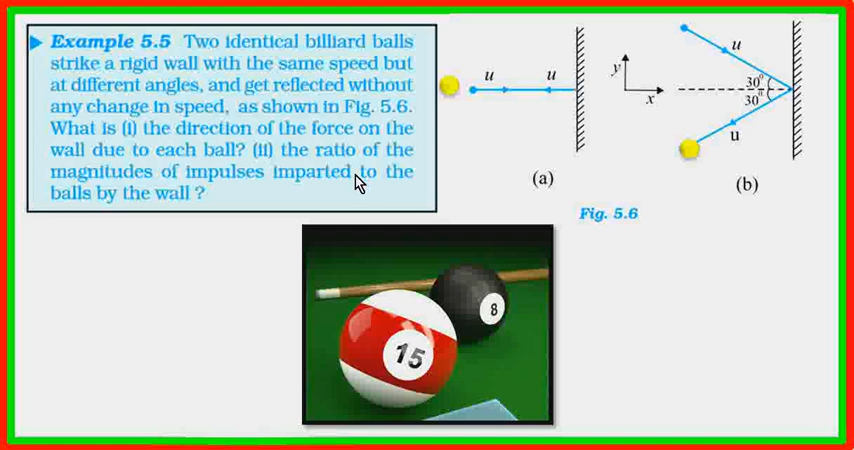 Example 5.5 Two identical billiard balls
strike a rigid wall with the same speed but
at different angles, and get reflected without
any change in speed, as shown in Fig. 5.6.
What is (i) the direction of the force on the
wall due to each ball? (ii) the ratio of the
magnitudes of impulses imparted to the
balls by the wall ?
u u
(a)
y
x
u
30°
30°
u
(b)
Fig. 5.6
8
15